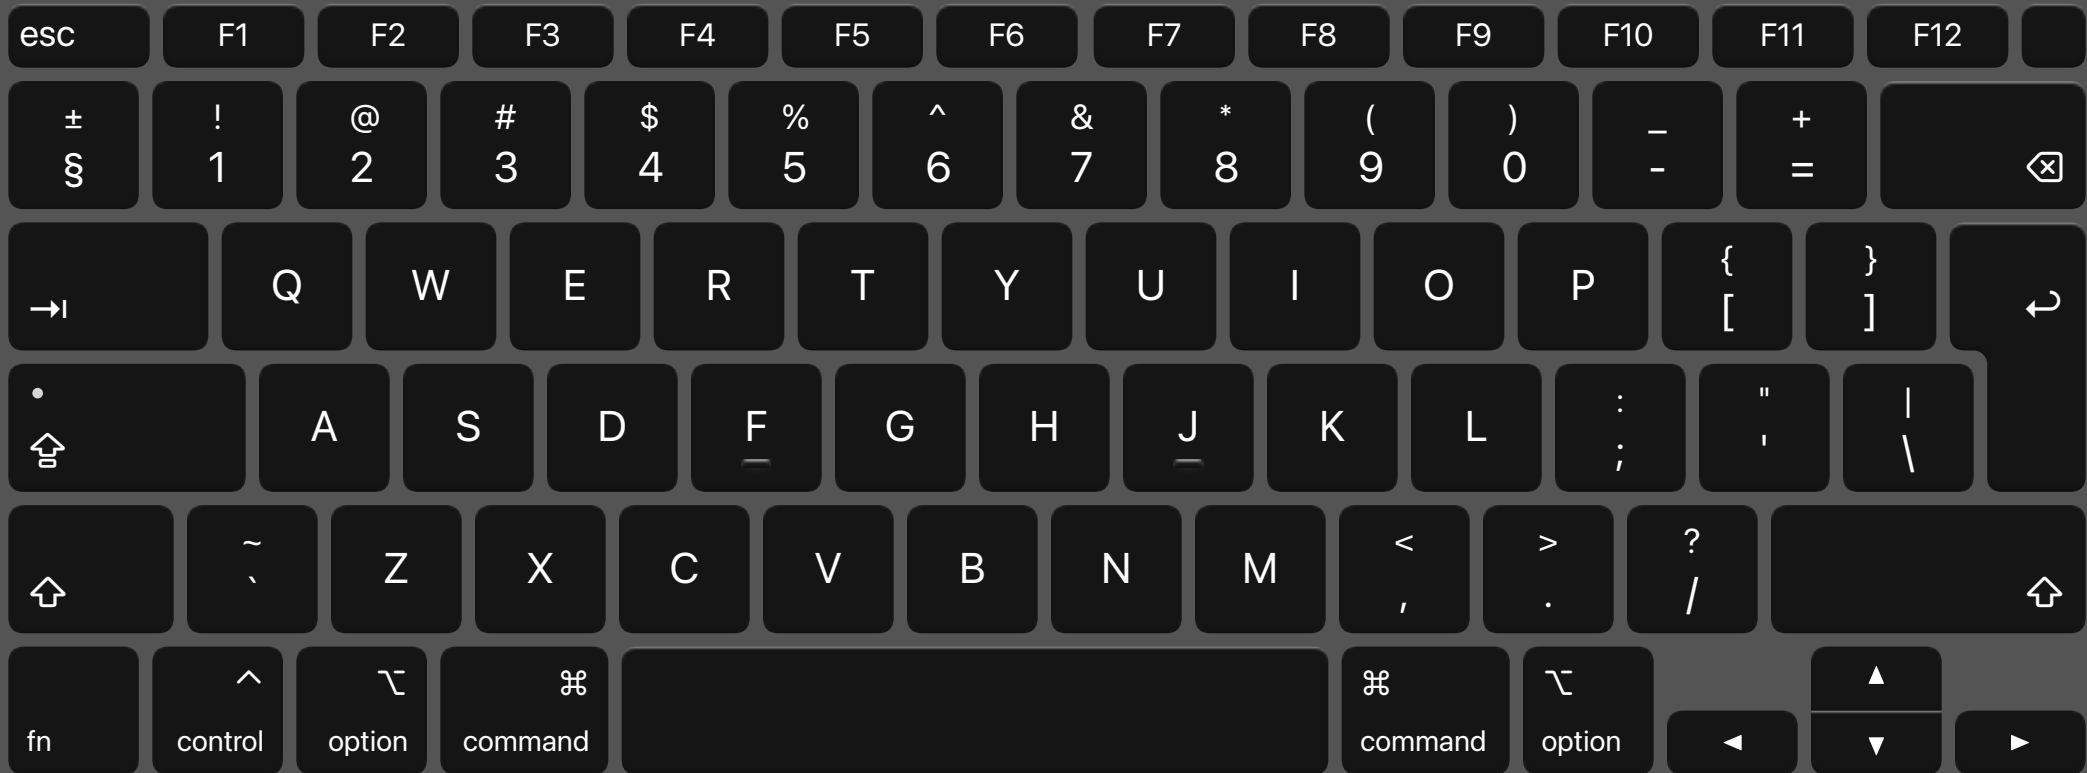 esc F1 F2 F3 F4 F5 F6 F7 F8 F9 F10 F11 F12
± ! @ # $ % ^ & * ( ) _ +
§ 1 2 3 4 5 6 7 8 9 0 - = ⌫
{ }
⇥ Q W E R T Y U I O P [ ] ↩
: " |
⇪ A S D F G H J K L ; ' \
~ < > ?
⇧ ` Z X C V B N M , . / ⇧
^ ⌥ ⌘ ⌘ ⌥ ▲
fn control option command command option ◀ ▼ ▶